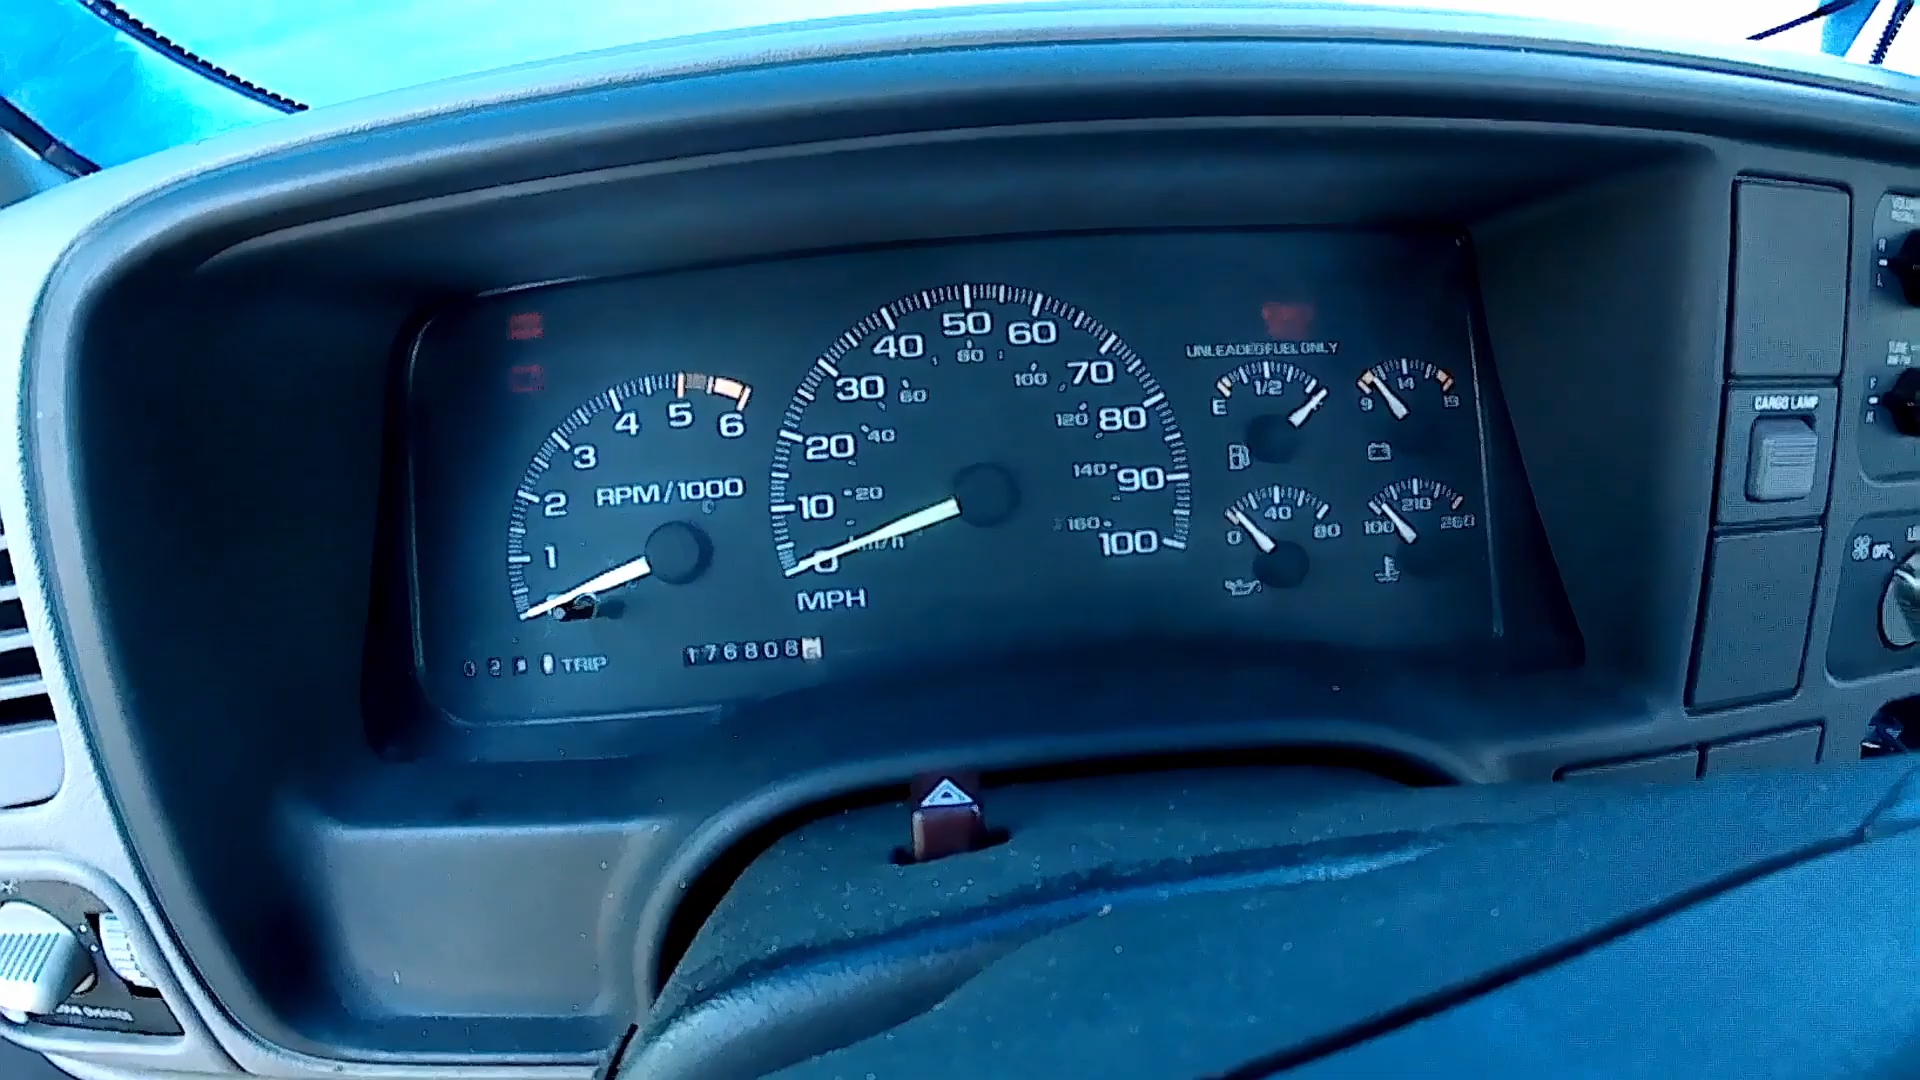 UNLEADED FUEL ONLY
50
40 60
30 70
20 80
10 90
0 100
80
60 100
40 120
20 140
km/h 160
MPH
4 5 6
3
2
1
RPM/1000
E 1/2
9 14 19
0 40 80
100 210 260
TRIP
176808
CARGO LAMP
OFF
R
L
F